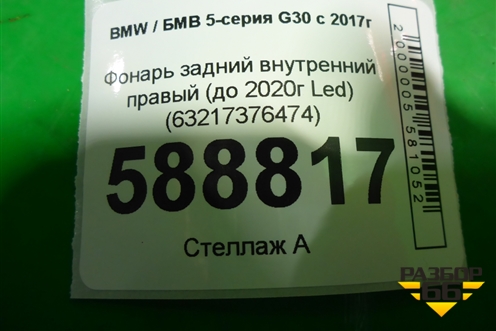 BMW / БМВ 5-серия G30 с 2017г
Фонарь задний внутренний
правый (до 2020г Led)
(63217376474)
588817
Стеллаж А
2000005581052
РАЗБОР
66